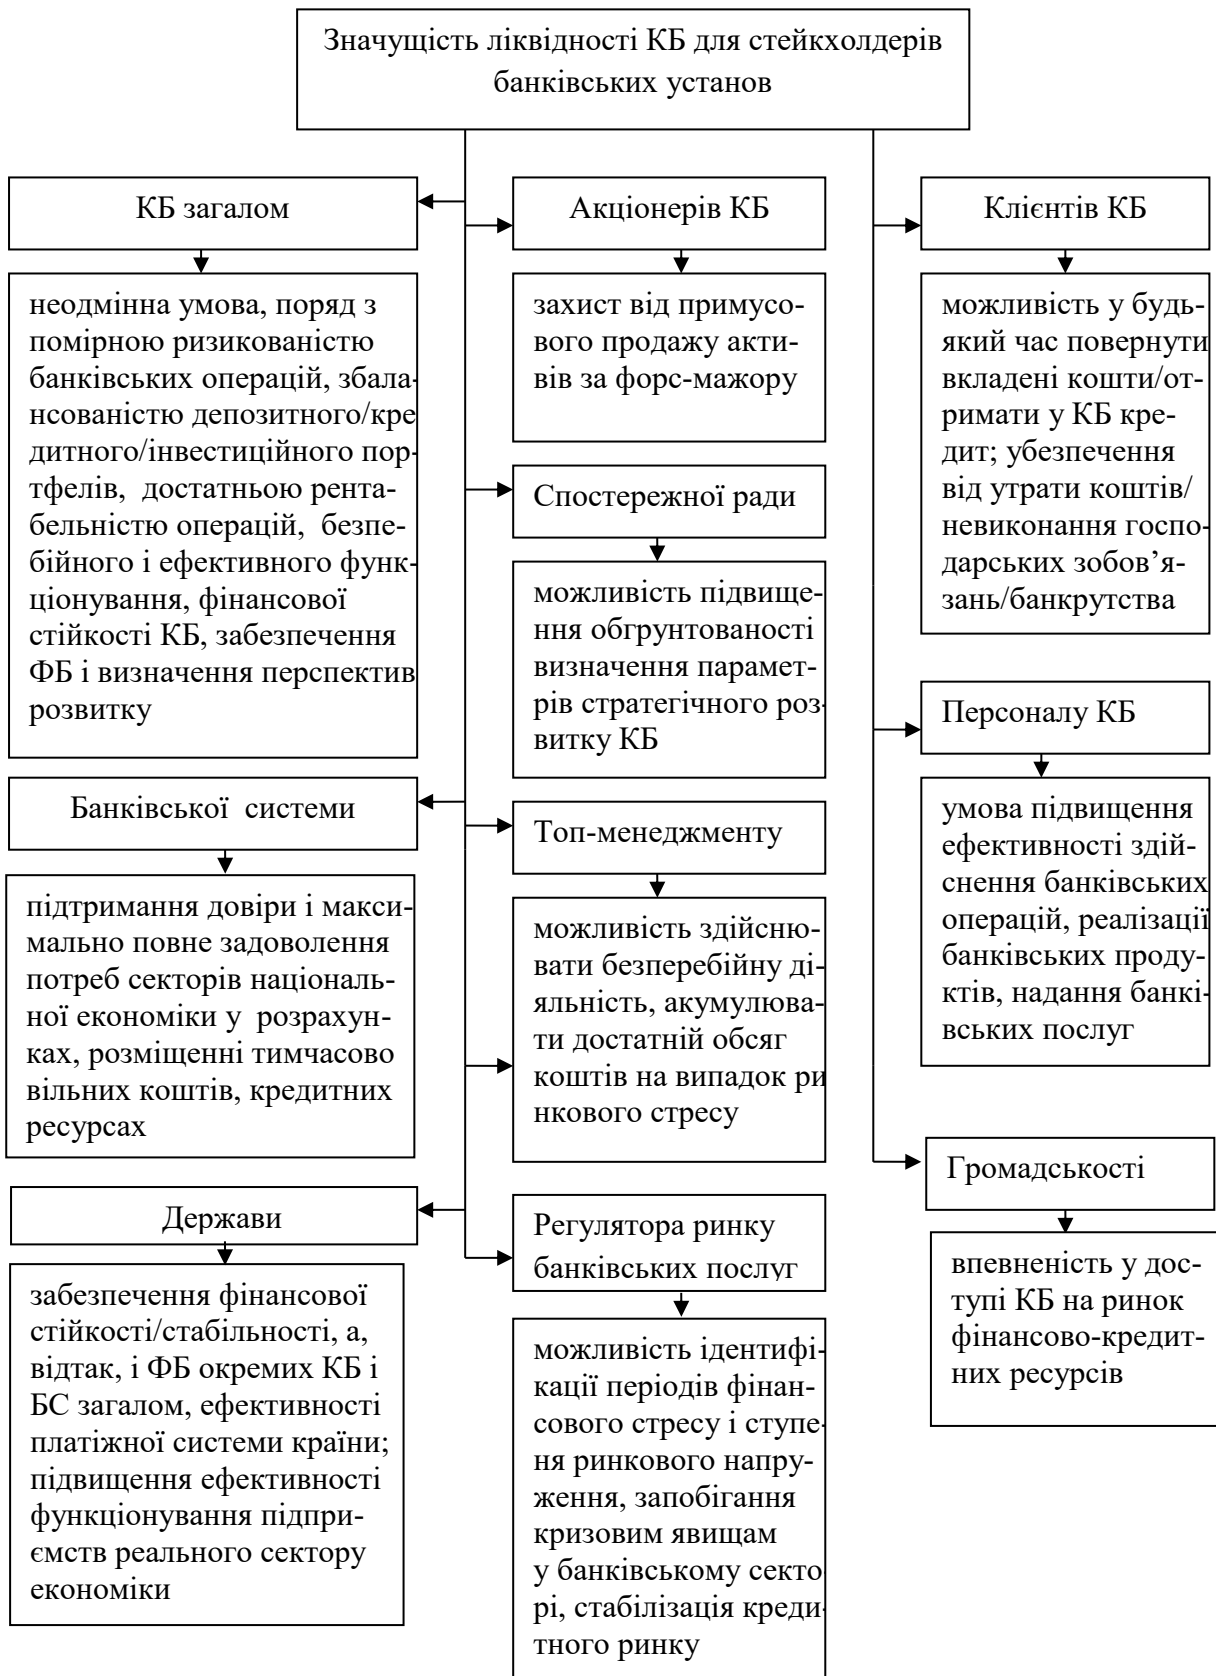 Значущість ліквідності КБ для стейкхолдерів
банківських установ
КБ загалом
неодмінна умова, поряд з
помірною ризикованістю
банківських операцій, збала-
нсованістю депозитного/кре
дитного/інвестиційного пор-
тфелів, достатньою рента-
бельністю операцій, безпе-
бійного і ефективного функ-
ціонування, фінансової
стійкості КБ, забезпечення
ФБ і визначення перспектив
розвитку
Банківської системи
підтримання довіри і макси-
мально повне задоволення
потреб секторів національ-
ної економіки у розрахун-
ках, розміщенні тимчасово
вільних коштів, кредитних
ресурсах
Держави
забезпечення фінансової
стійкості/стабільності, а,
відтак, і ФБ окремих КБ і
БС загалом, ефективності
платіжної системи країни;
підвищення ефективності
функціонування підпри-
ємств реального сектору
економіки
Акціонерів КБ
захист від примусо-
вого продажу акти-
вів за форс-мажору
Спостережної ради
можливість підвище-
ння обгрунтованості
визначення парамет-
рів стратегічного роз-
витку КБ
Топ-менеджменту
можливість здійсню-
вати безперебійну ді-
яльність, акумулюва-
ти достатній обсяг
коштів на випадок ри
нкового стресу
Регулятора ринку
банківських послуг
можливість ідентифі-
кації періодів фінан-
сового стресу і ступе-
ня ринкового напру-
ження, запобігання
кризовим явищам
у банківському секто-
рі, стабілізація креди-
тного ринку
Клієнтів КБ
можливість у будь-
який час повернути
вкладені кошти/от-
римати у КБ кре-
дит; убезпечення
від утрати коштів/
невиконання госпо-
дарських зобов’я-
зань/банкрутства
Персоналу КБ
умова підвищення
ефективності здій-
снення банківських
операцій, реалізації
банківських проду-
ктів, надання банкі-
вських послуг
Громадськості
впевненість у дос-
тупі КБ на ринок
фінансово-кредит-
них ресурсів